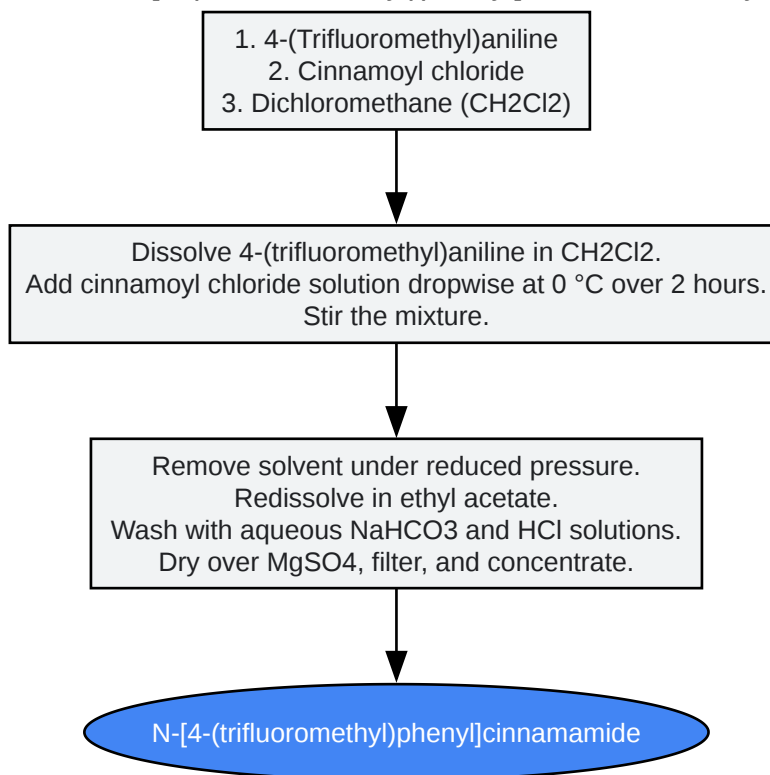 1. 4-(Trifluoromethyl)aniline
2. Cinnamoyl chloride
3. Dichloromethane (CH2Cl2)
Dissolve 4-(trifluoromethyl)aniline in CH2Cl2.
Add cinnamoyl chloride solution dropwise at 0 °C over 2 hours.
Stir the mixture.
Remove solvent under reduced pressure.
Redissolve in ethyl acetate.
Wash with aqueous NaHCO3 and HCl solutions.
Dry over MgSO4, filter, and concentrate.
N-[4-(trifluoromethyl)phenyl]cinnamamide